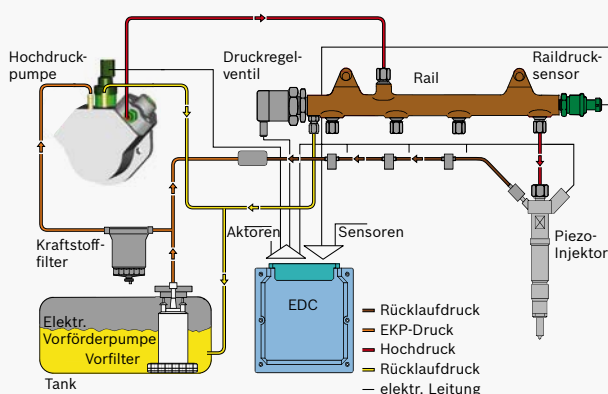 Hochdruck-
pumpe
Druckregel-
ventil
Rail
Raildruck-
sensor
Kraftstoff-
filter
Aktoren
Sensoren
Piezo-
Injektor
EDC
Elektr.
Vorförderpumpe
Vorfilter
Tank
Rücklaufdruck
EKP-Druck
Hochdruck
Rücklaufdruck
elektr. Leitung